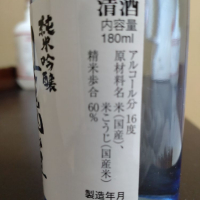 清酒
内容量
180ml
アルコール分 16度
原材料名 米(国産)、
米こうじ(国産米)
精米歩合 60%
製造年月
純米吟醸